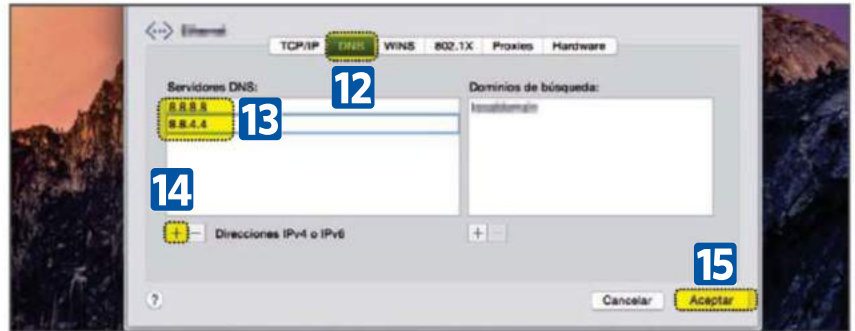 Ethernet
TCP/IP DNS WINS 802.1X Proxies Hardware
12
Servidores DNS:
Dominios de búsqueda:
8.8.8.8
localdomain
8.8.4.4
13
14
+ − Direcciones IPv4 o IPv6
+ −
15
? Cancelar Aceptar